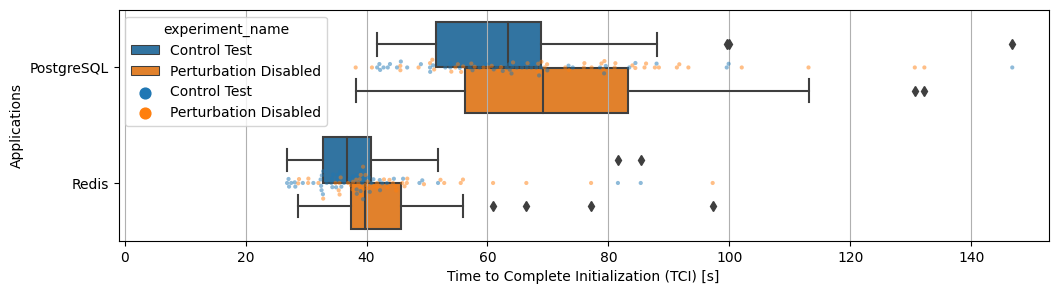 experiment_name
Control Test
Perturbation Disabled
Control Test
Perturbation Disabled
Applications
PostgreSQL
Redis
0 20 40 60 80 100 120 140
Time to Complete Initialization (TCI) [s]